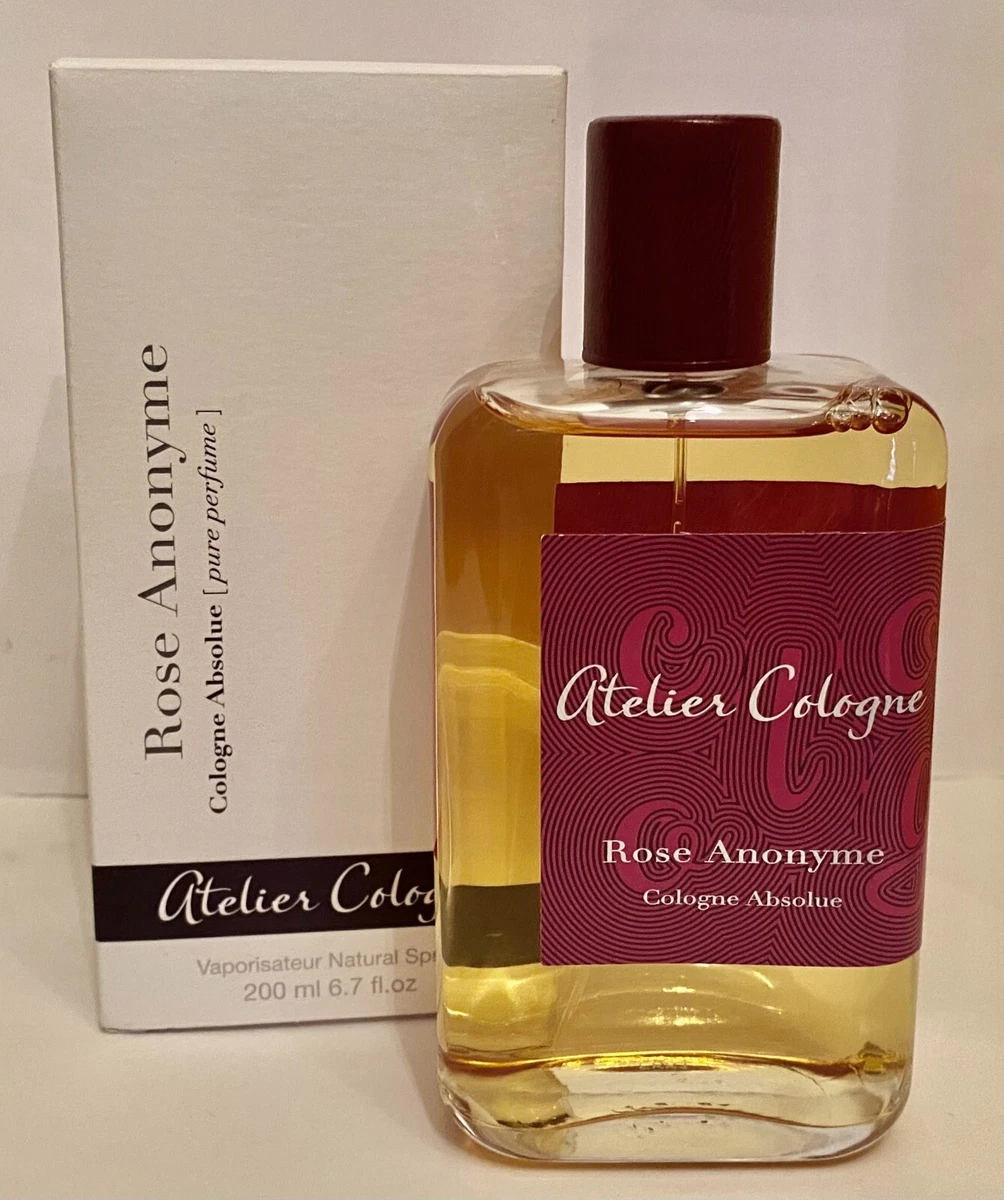 Rose Anonyme
Cologne Absolue [pure perfume]
Atelier Colog
Vaporisateur Natural Spr
200 ml 6.7 fl.oz
Atelier Cologne
Rose Anonyme
Cologne Absolue